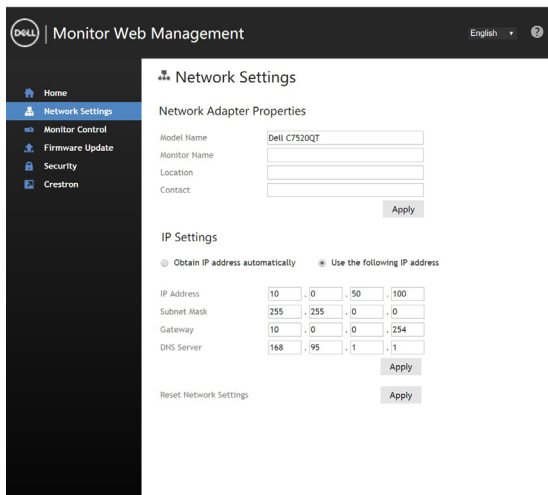 DELL
Monitor Web Management
English
?
Home
Network Settings
Monitor Control
Firmware Update
Security
Crestron
Network Settings
Network Adapter Properties
Model Name Dell C7520QT
Monitor Name
Location
Contact
Apply
IP Settings
Obtain IP address automatically Use the following IP address
IP Address 10 . 0 . 50 . 100
Subnet Mask 255 . 255 . 0 . 0
Gateway 10 . 0 . 0 . 254
DNS Server 168 . 95 . 1 . 1
Apply
Reset Network Settings Apply